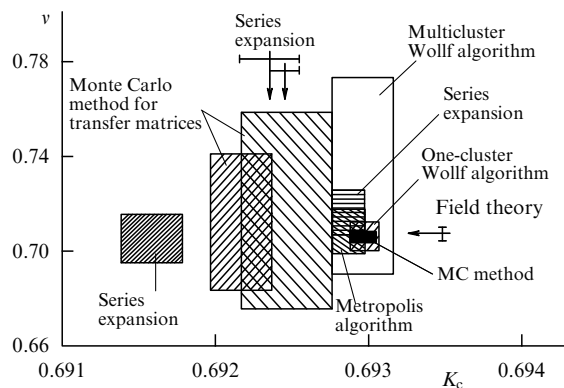 ν
0.78
0.74
0.70
0.66
Series
expansion
Multicluster
Wollf algorithm
Monte Carlo
method for
transfer matrices
Series
expansion
One-cluster
Wollf algorithm
Field theory
MC method
Metropolis
algorithm
Series
expansion
0.691
0.692
0.693
K_c
0.694